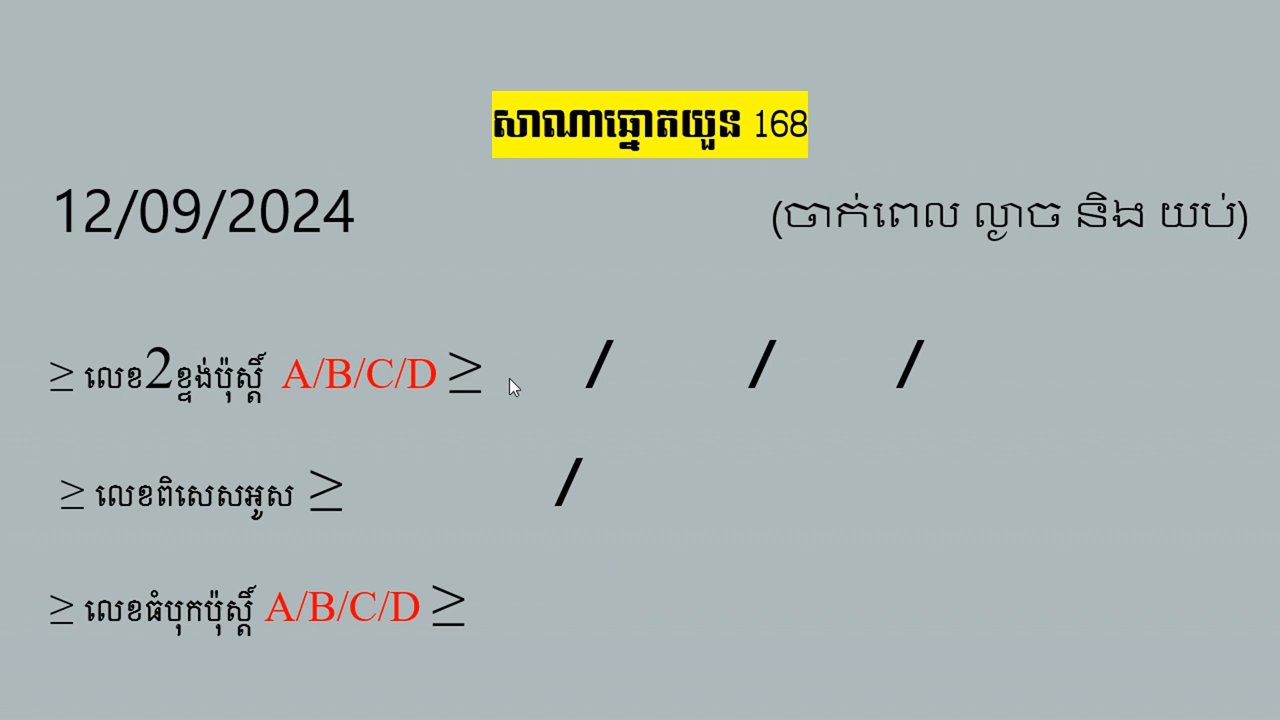 សាណាឆ្នោតយួន 168
12/09/2024 (ចាក់ពេល ល្ងាច និង យប់)
≥ លេខ2ខ្ទង់ប៉ុស្តិ៍ A/B/C/D ≥ / / /
≥ លេខពិសេសអូស ≥ /
≥ លេខធំបុកប៉ុស្តិ៍ A/B/C/D ≥